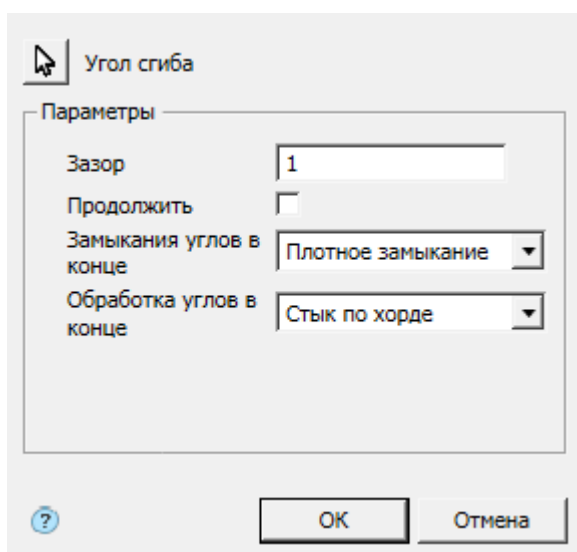 Угол сгиба
Параметры
Зазор 1
Продолжить
Замыкания углов в
конце
Плотное замыкание
Обработка углов в
конце
Стык по хорде
?
ОК Отмена